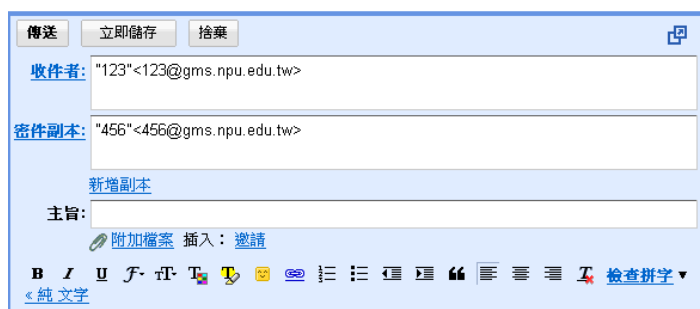 傳送 立即儲存 捨棄
收件者: "123"<123@gms.npu.edu.tw>
密件副本: "456"<456@gms.npu.edu.tw>
新增副本
主旨:
附加檔案 插入： 邀請
B I U 檢查拼字
« 純文字